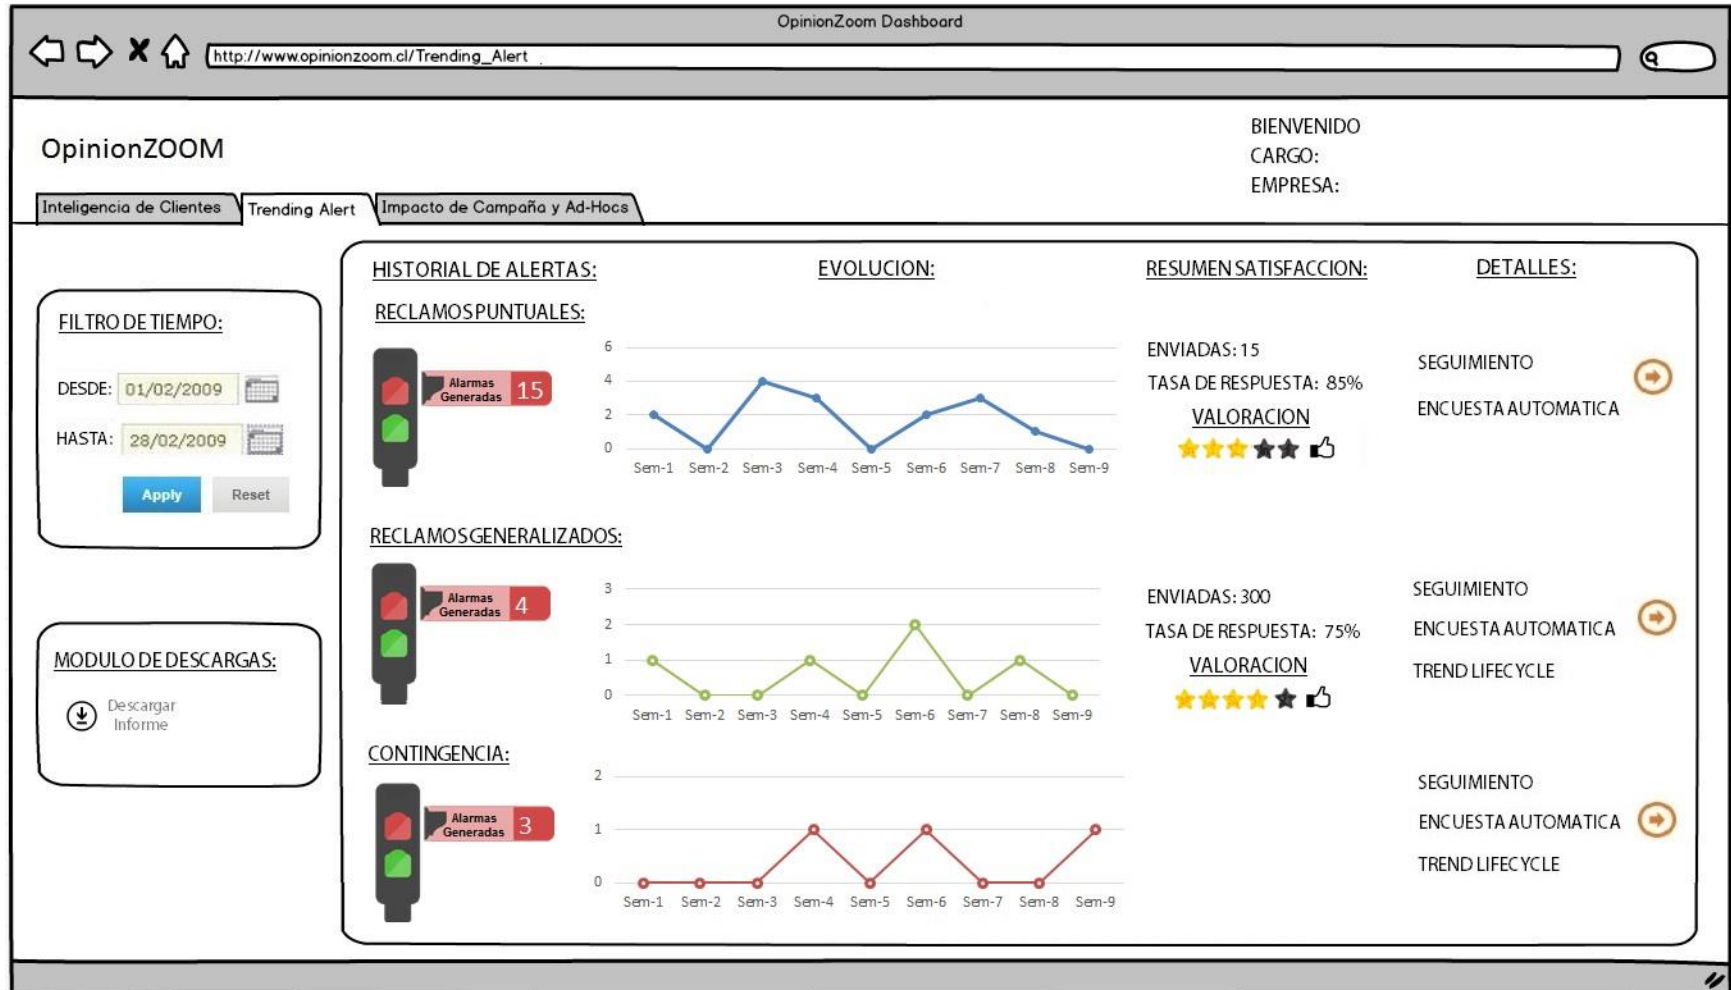 OpinionZoom Dashboard
http://www.opinionzoom.cl/Trending_Alert
OpinionZOOM
BIENVENIDO
CARGO:
EMPRESA:
Inteligencia de Clientes
Trending Alert
Impacto de Campaña y Ad-Hocs
FILTRO DE TIEMPO:
DESDE: 01/02/2009
HASTA: 28/02/2009
Apply Reset
MODULO DE DESCARGAS:
Descargar
Informe
HISTORIAL DE ALERTAS:
EVOLUCION:
RESUMEN SATISFACCION:
DETALLES:
RECLAMOS PUNTUALES:
Alarmas
Generadas
15
6
4
2
0
Sem-1 Sem-2 Sem-3 Sem-4 Sem-5 Sem-6 Sem-7 Sem-8 Sem-9
ENVIADAS: 15
TASA DE RESPUESTA: 85%
VALORACION
SEGUIMIENTO
ENCUESTA AUTOMATICA
RECLAMOS GENERALIZADOS:
Alarmas
Generadas
4
3
2
1
0
Sem-1 Sem-2 Sem-3 Sem-4 Sem-5 Sem-6 Sem-7 Sem-8 Sem-9
ENVIADAS: 300
TASA DE RESPUESTA: 75%
VALORACION
SEGUIMIENTO
ENCUESTA AUTOMATICA
TREND LIFECYCLE
CONTINGENCIA:
Alarmas
Generadas
3
2
1
0
Sem-1 Sem-2 Sem-3 Sem-4 Sem-5 Sem-6 Sem-7 Sem-8 Sem-9
SEGUIMIENTO
ENCUESTA AUTOMATICA
TREND LIFECYCLE